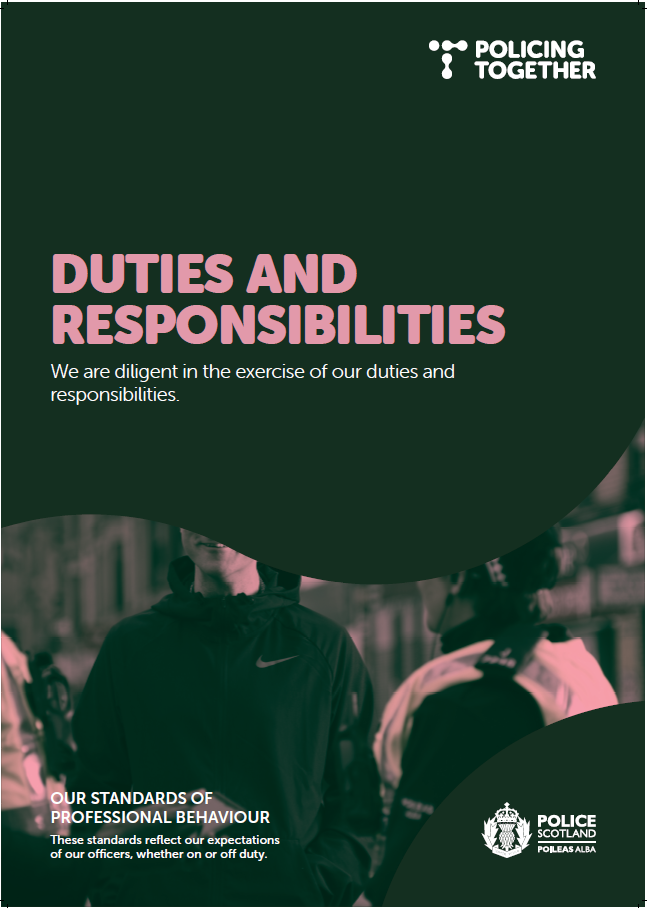 POLICING
TOGETHER
DUTIES AND
RESPONSIBILITIES
We are diligent in the exercise of our duties and
responsibilities.
OUR STANDARDS OF
PROFESSIONAL BEHAVIOUR
These standards reflect our expectations
of our officers, whether on or off duty.
POLICE
SCOTLAND
POILEAS ALBA